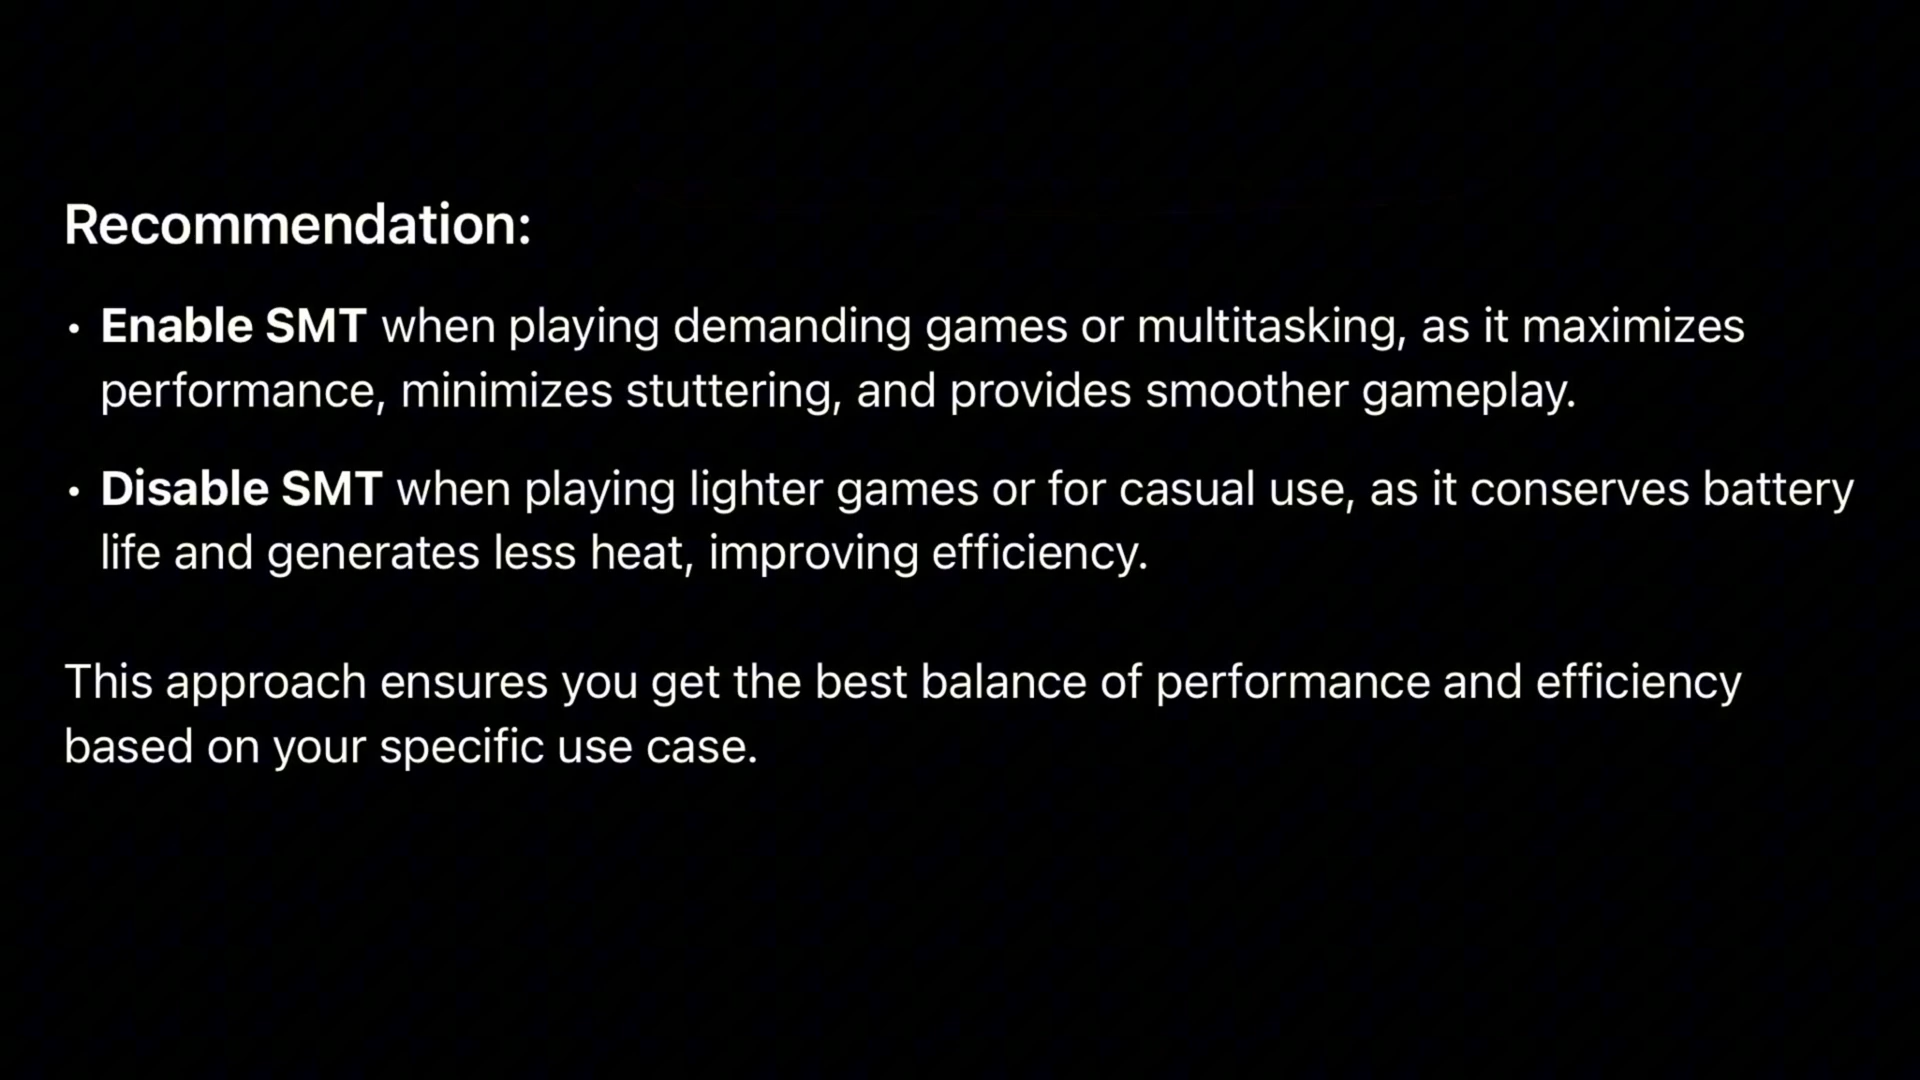 Recommendation:
• Enable SMT when playing demanding games or multitasking, as it maximizes
performance, minimizes stuttering, and provides smoother gameplay.
• Disable SMT when playing lighter games or for casual use, as it conserves battery
life and generates less heat, improving efficiency.
This approach ensures you get the best balance of performance and efficiency
based on your specific use case.